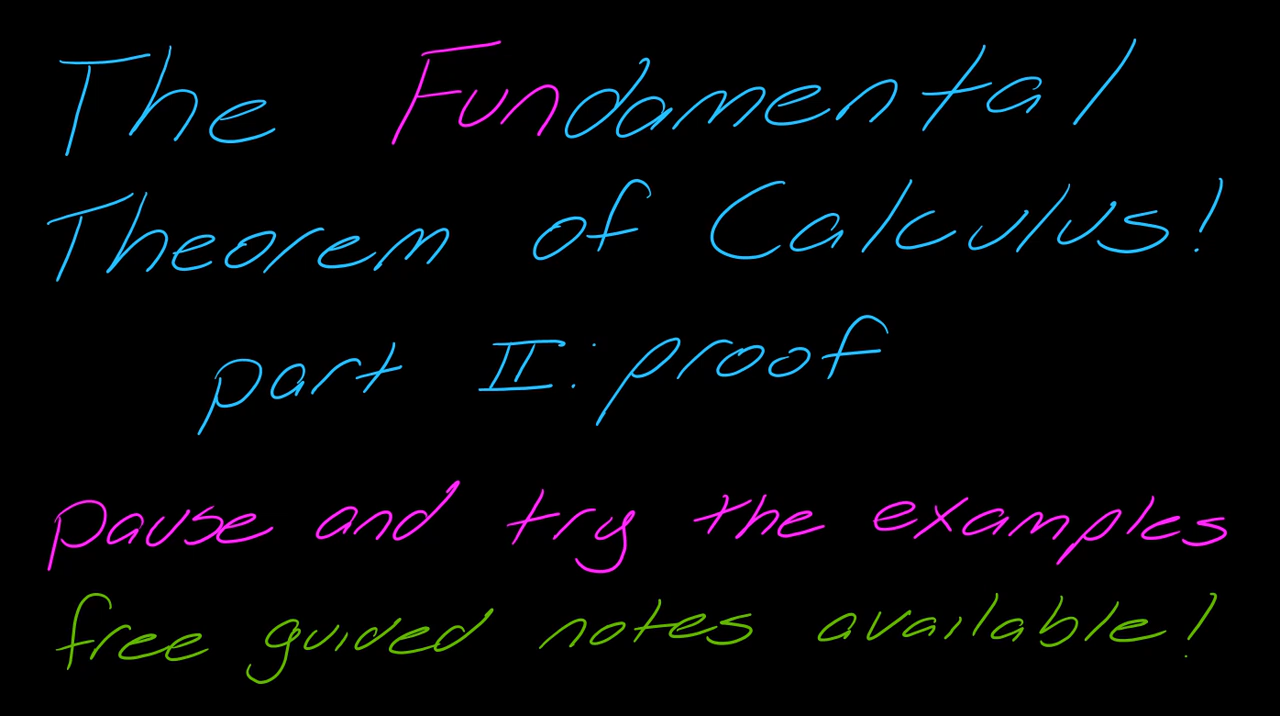 The Fundamental
Theorem of Calculus!
part II: proof
pause and try the examples
free guided notes available!